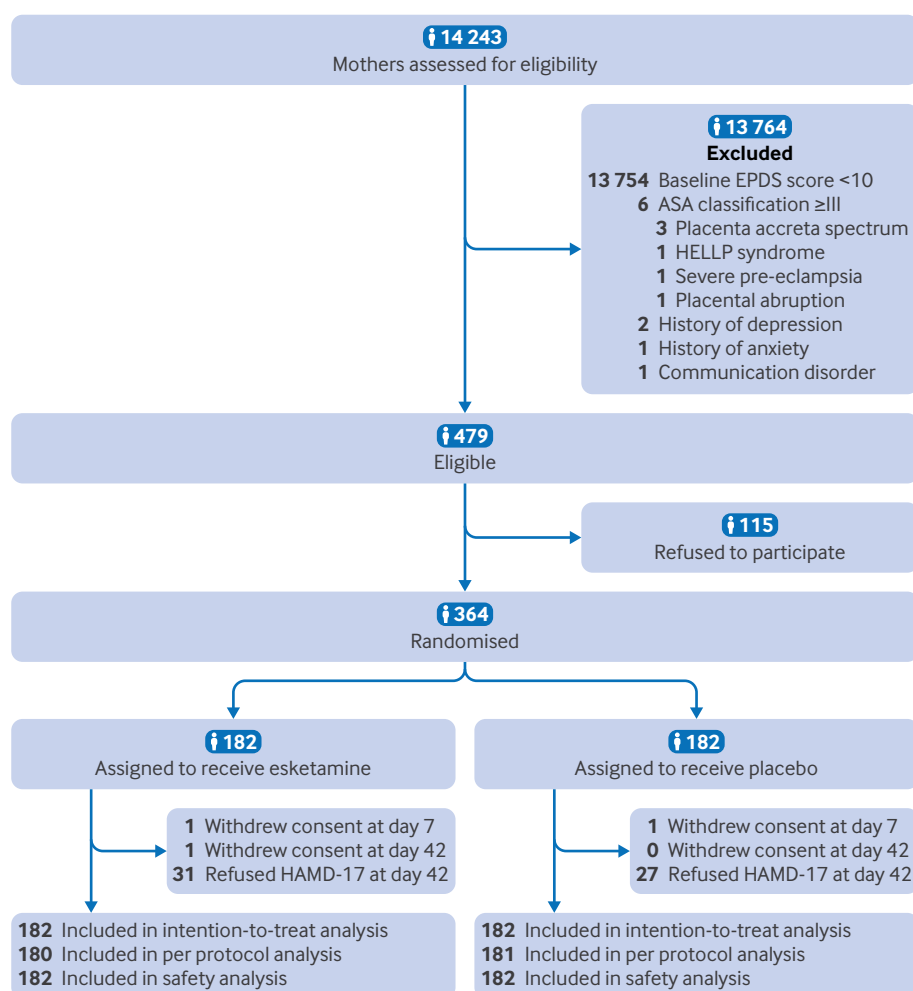 14 243
Mothers assessed for eligibility
13 764
Excluded
13 754 Baseline EPDS score <10
6 ASA classification ≥III
3 Placenta accreta spectrum
1 HELLP syndrome
1 Severe pre-eclampsia
1 Placental abruption
2 History of depression
1 History of anxiety
1 Communication disorder
479
Eligible
115
Refused to participate
364
Randomised
182
Assigned to receive esketamine
1 Withdrew consent at day 7
1 Withdrew consent at day 42
31 Refused HAMD-17 at day 42
182 Included in intention-to-treat analysis
180 Included in per protocol analysis
182 Included in safety analysis
182
Assigned to receive placebo
1 Withdrew consent at day 7
0 Withdrew consent at day 42
27 Refused HAMD-17 at day 42
182 Included in intention-to-treat analysis
181 Included in per protocol analysis
182 Included in safety analysis